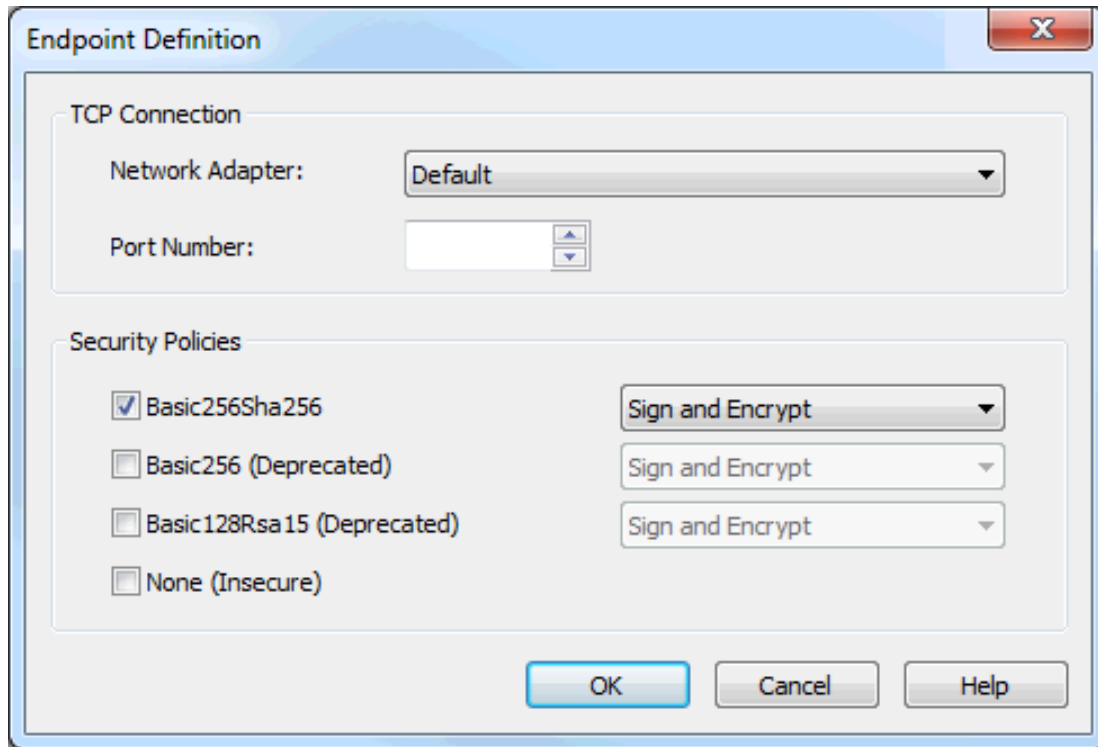 Endpoint Definition
TCP Connection
Network Adapter: Default
Port Number:
Security Policies
Basic256Sha256 Sign and Encrypt
Basic256 (Deprecated) Sign and Encrypt
Basic128Rsa15 (Deprecated) Sign and Encrypt
None (Insecure)
OK Cancel Help